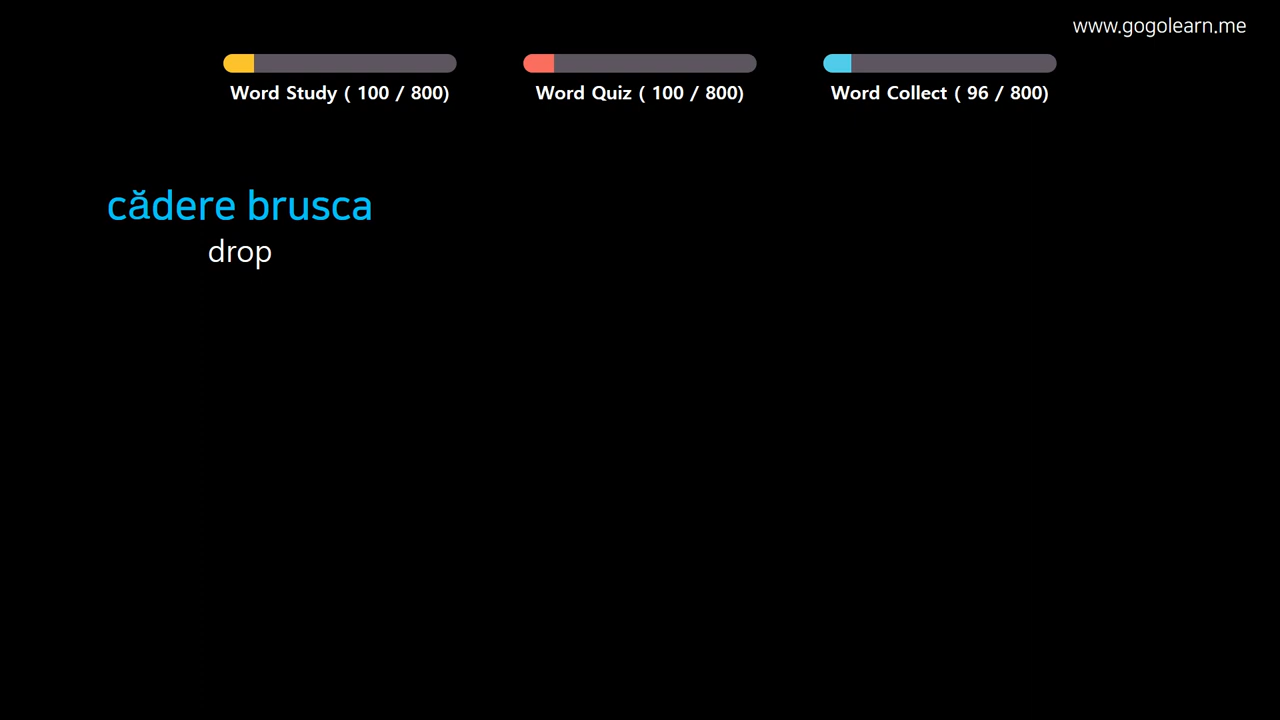 www.gogolearn.me
Word Study ( 100 / 800)
Word Quiz ( 100 / 800)
Word Collect ( 96 / 800)
cădere brusca
drop